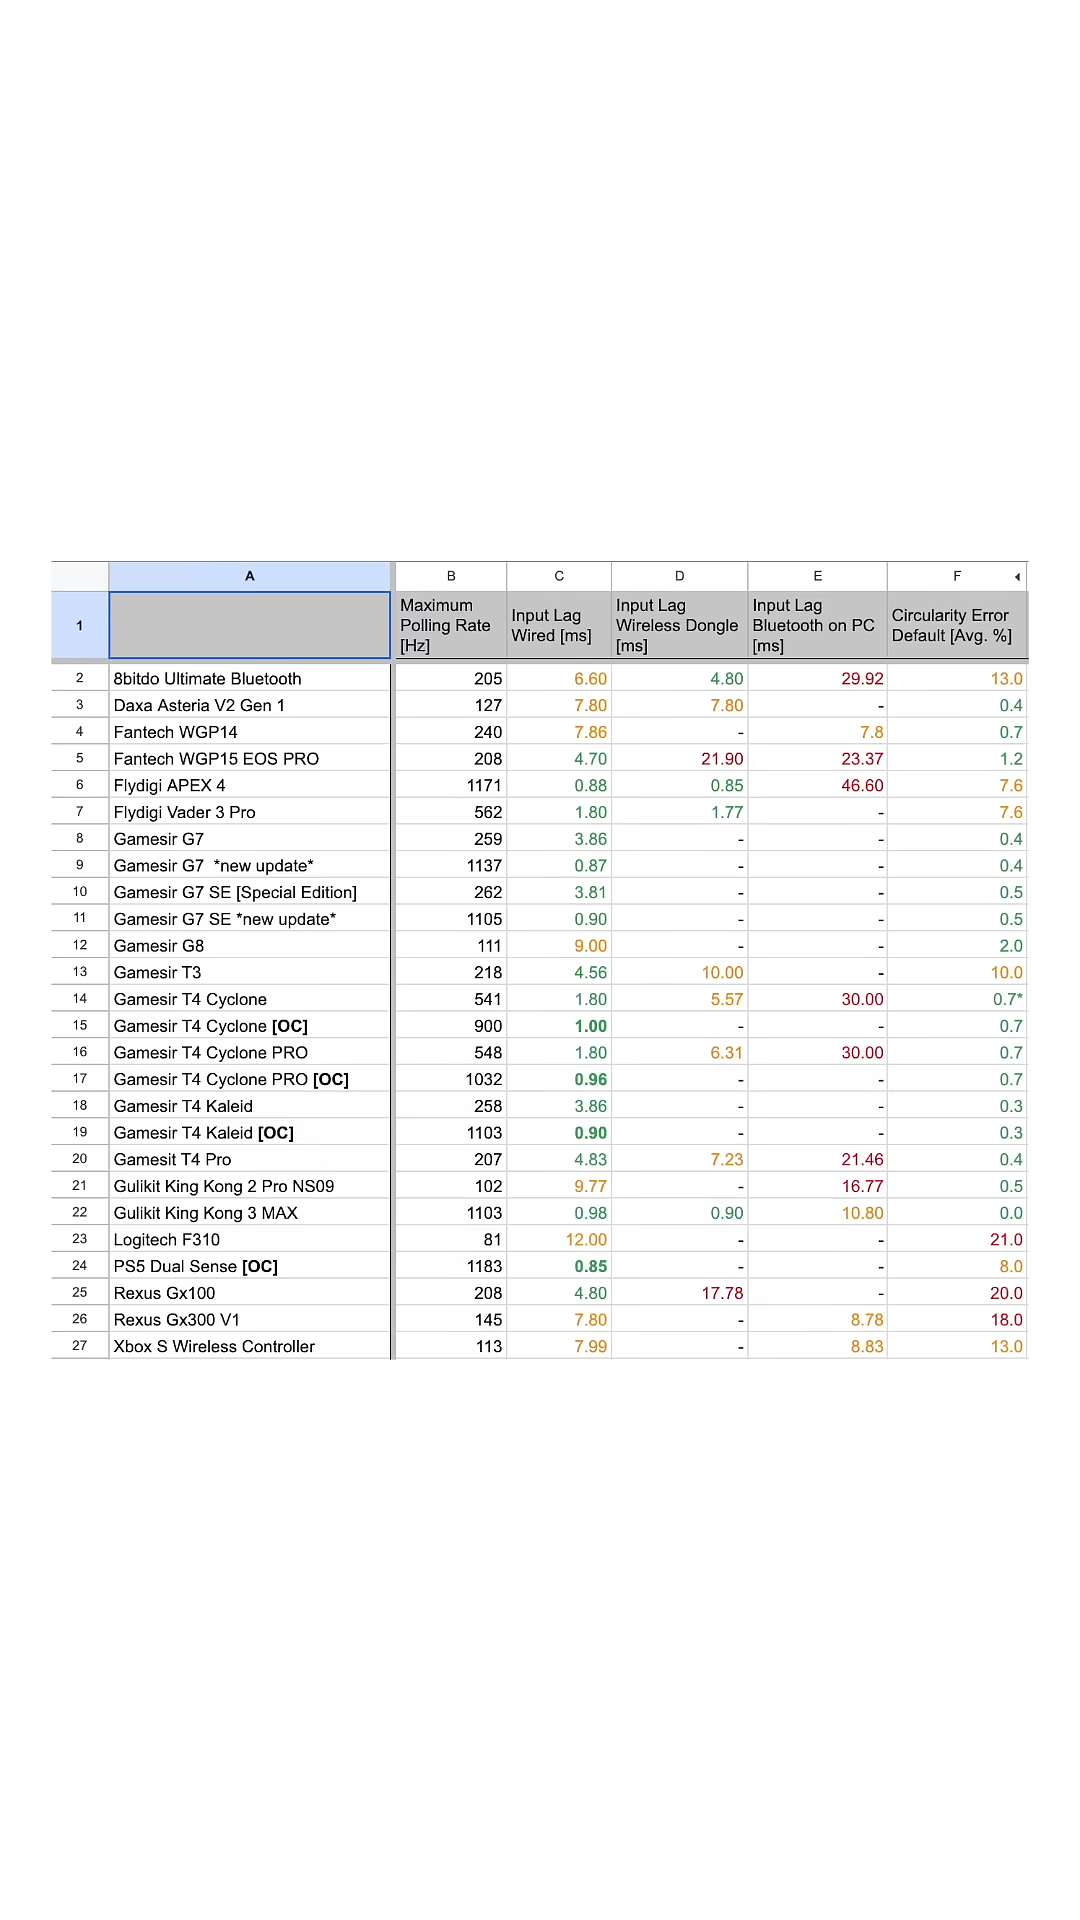 A B C D E F
1 Maximum Polling Rate [Hz] Input Lag Wired [ms] Input Lag Wireless Dongle [ms] Input Lag Bluetooth on PC [ms] Circularity Error Default [Avg. %]
2 8bitdo Ultimate Bluetooth 205 6.60 4.80 29.92 13.0
3 Daxa Asteria V2 Gen 1 127 7.80 7.80 - 0.4
4 Fantech WGP14 240 7.86 - 7.8 0.7
5 Fantech WGP15 EOS PRO 208 4.70 21.90 23.37 1.2
6 Flydigi APEX 4 1171 0.88 0.85 46.60 7.6
7 Flydigi Vader 3 Pro 562 1.80 1.77 - 7.6
8 Gamesir G7 259 3.86 - - 0.4
9 Gamesir G7 *new update* 1137 0.87 - - 0.4
10 Gamesir G7 SE [Special Edition] 262 3.81 - - 0.5
11 Gamesir G7 SE *new update* 1105 0.90 - - 0.5
12 Gamesir G8 111 9.00 - - 2.0
13 Gamesir T3 218 4.56 10.00 - 10.0
14 Gamesir T4 Cyclone 541 1.80 5.57 30.00 0.7*
15 Gamesir T4 Cyclone [OC] 900 1.00 - - 0.7
16 Gamesir T4 Cyclone PRO 548 1.80 6.31 30.00 0.7
17 Gamesir T4 Cyclone PRO [OC] 1032 0.96 - - 0.7
18 Gamesir T4 Kaleid 258 3.86 - - 0.3
19 Gamesir T4 Kaleid [OC] 1103 0.90 - - 0.3
20 Gamesit T4 Pro 207 4.83 7.23 21.46 0.4
21 Gulikit King Kong 2 Pro NS09 102 9.77 - 16.77 0.5
22 Gulikit King Kong 3 MAX 1103 0.98 0.90 10.80 0.0
23 Logitech F310 81 12.00 - - 21.0
24 PS5 Dual Sense [OC] 1183 0.85 - - 8.0
25 Rexus Gx100 208 4.80 17.78 - 20.0
26 Rexus Gx300 V1 145 7.80 - 8.78 18.0
27 Xbox S Wireless Controller 113 7.99 - 8.83 13.0